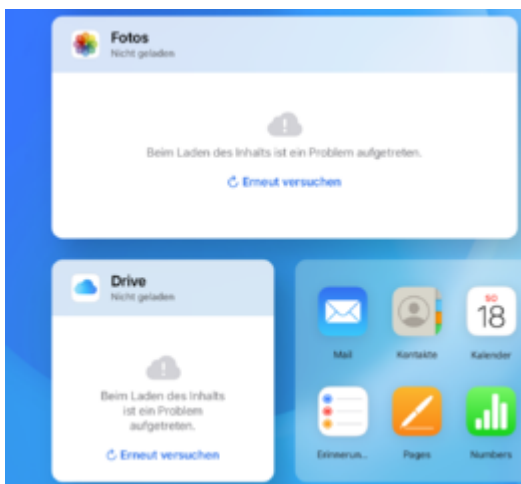 Fotos
Nicht geladen
Beim Laden des Inhalts ist ein Problem aufgetreten.
Erneut versuchen
Drive
Nicht geladen
Beim Laden des Inhalts
ist ein Problem
aufgetreten.
Erneut versuchen
SO
18
Mail
Kontakte
Kalender
Erinnerun...
Pages
Numbers